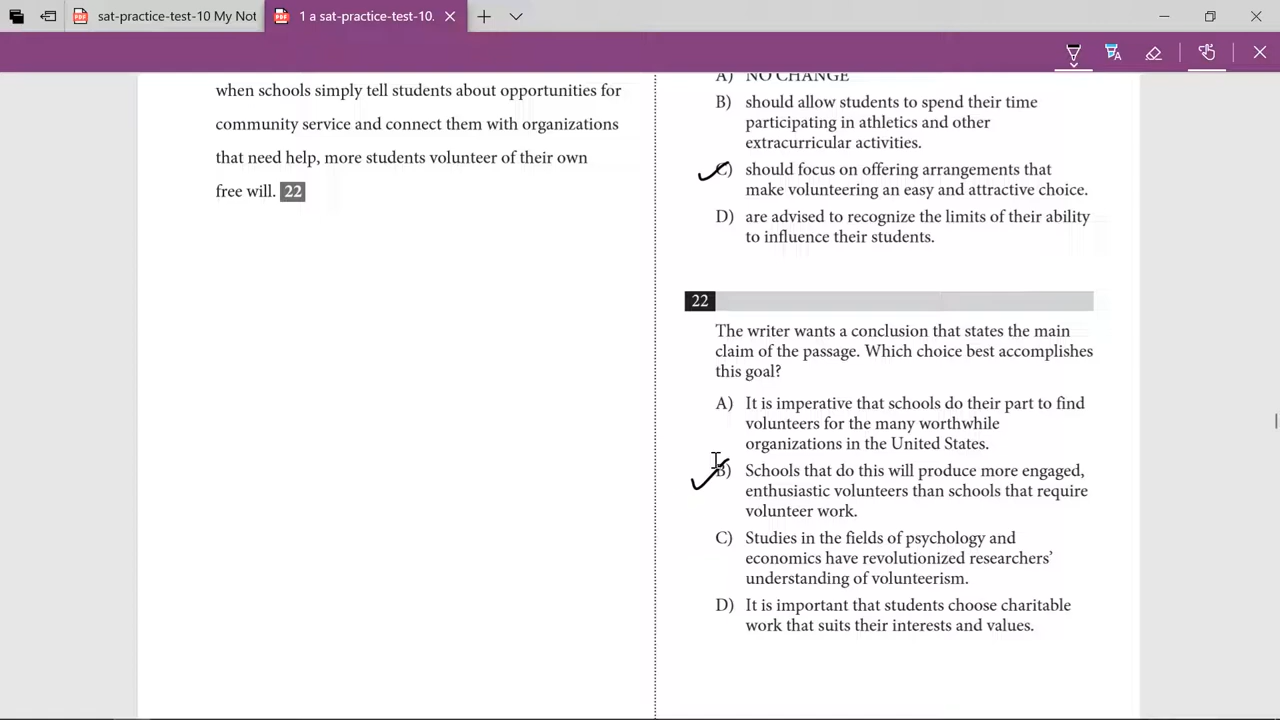 sat-practice-test-10 My Not
1 a sat-practice-test-10.
when schools simply tell students about opportunities for
community service and connect them with organizations
that need help, more students volunteer of their own
free will. 22
A) NO CHANGE
B) should allow students to spend their time
participating in athletics and other
extracurricular activities.
C) should focus on offering arrangements that
make volunteering an easy and attractive choice.
D) are advised to recognize the limits of their ability
to influence their students.
22
The writer wants a conclusion that states the main
claim of the passage. Which choice best accomplishes
this goal?
A) It is imperative that schools do their part to find
volunteers for the many worthwhile
organizations in the United States.
B) Schools that do this will produce more engaged,
enthusiastic volunteers than schools that require
volunteer work.
C) Studies in the fields of psychology and
economics have revolutionized researchers’
understanding of volunteerism.
D) It is important that students choose charitable
work that suits their interests and values.